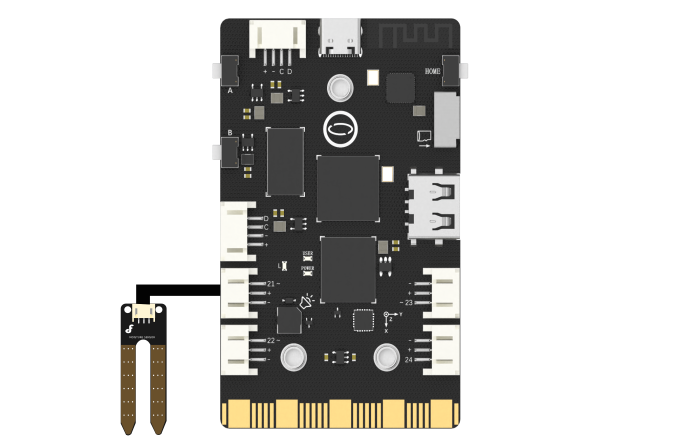 + - C D
HOME
A
B
D
C
-
+
USER
L
POWER
21 ~
+
-
-
+
~ 23
Y
Z
X
22 ~
+
-
-
+
24